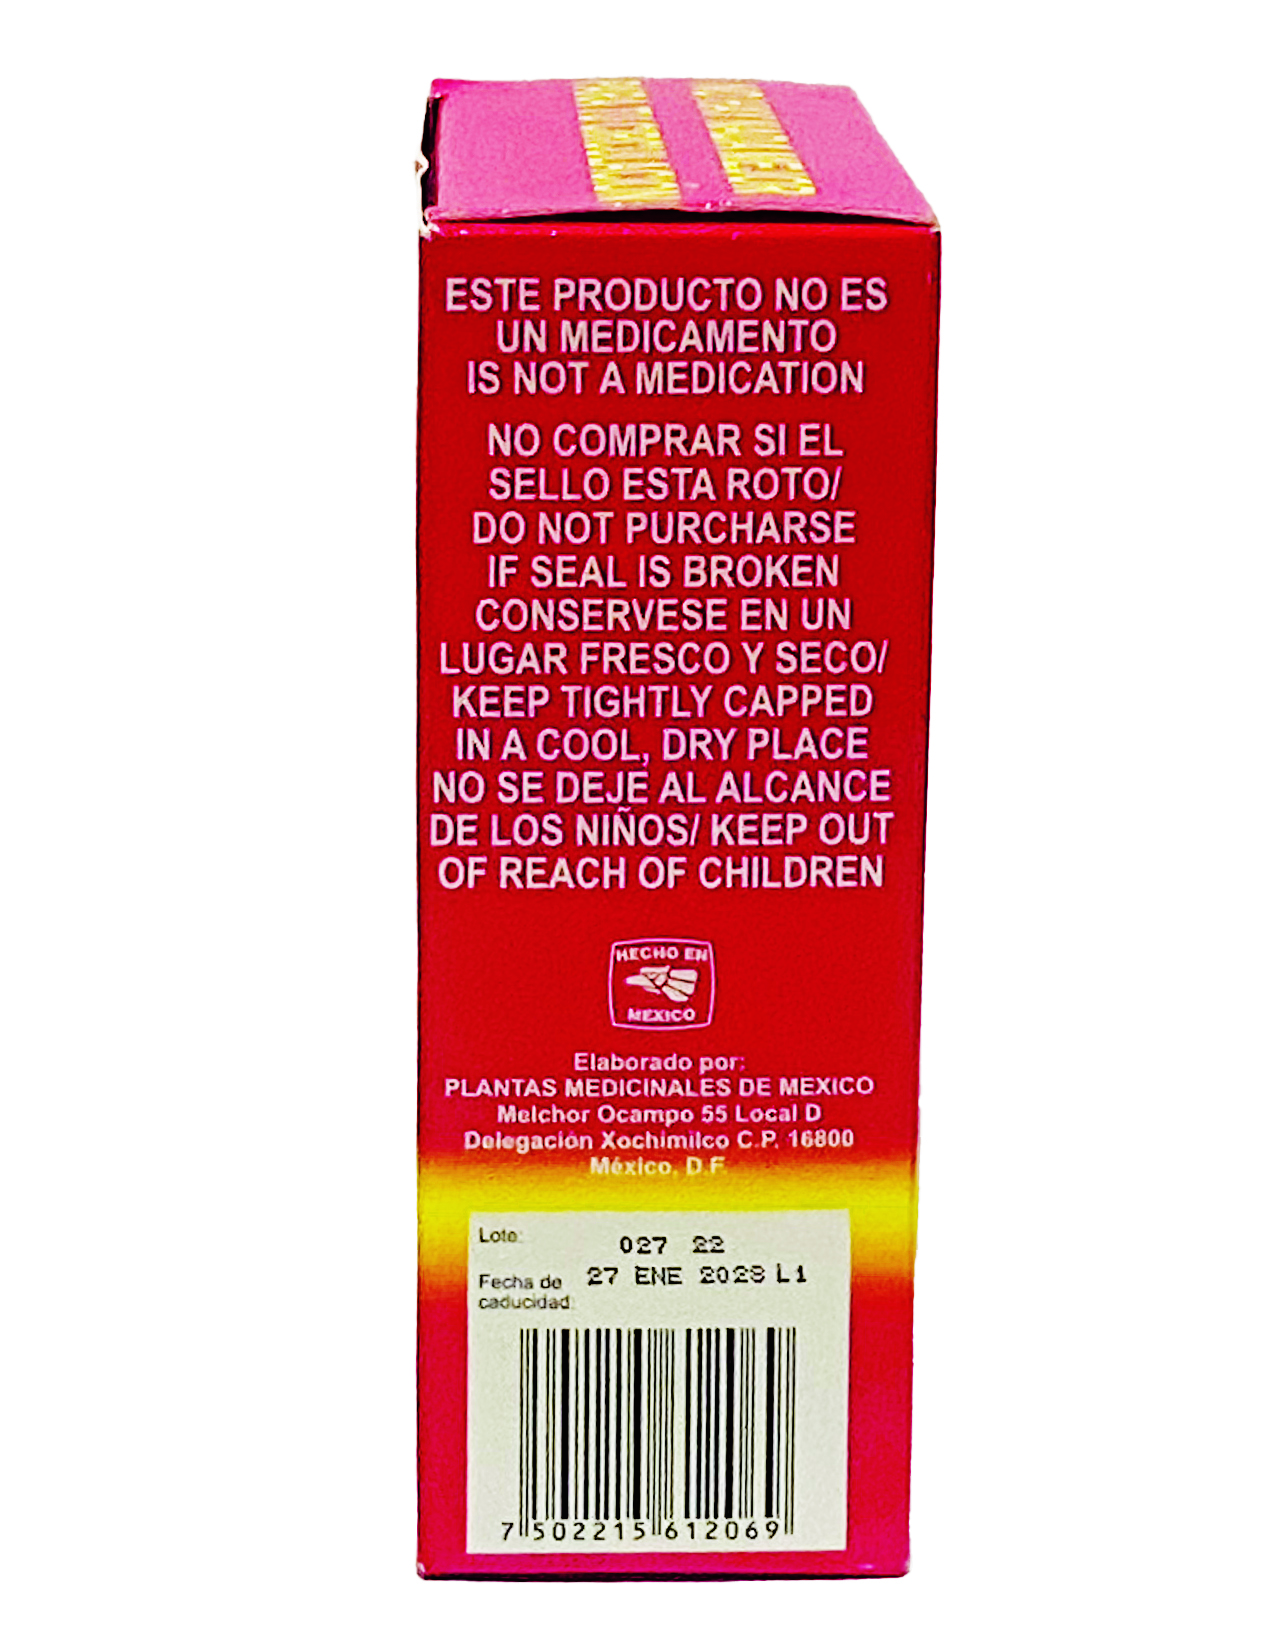 ESTE PRODUCTO NO ES
UN MEDICAMENTO
IS NOT A MEDICATION
NO COMPRAR SI EL
SELLO ESTA ROTO/
DO NOT PURCHARSE
IF SEAL IS BROKEN
CONSERVESE EN UN
LUGAR FRESCO Y SECO/
KEEP TIGHTLY CAPPED
IN A COOL, DRY PLACE
NO SE DEJE AL ALCANCE
DE LOS NIÑOS/ KEEP OUT
OF REACH OF CHILDREN
HECHO EN
MEXICO
Elaborado por:
PLANTAS MEDICINALES DE MEXICO
Melchor Ocampo 55 Local D
Delegación Xochimilco C.P. 16800
México, D.F.
Lote: 027 22
Fecha de 27 ENE 2028 L1
caducidad:
7 502215 612069